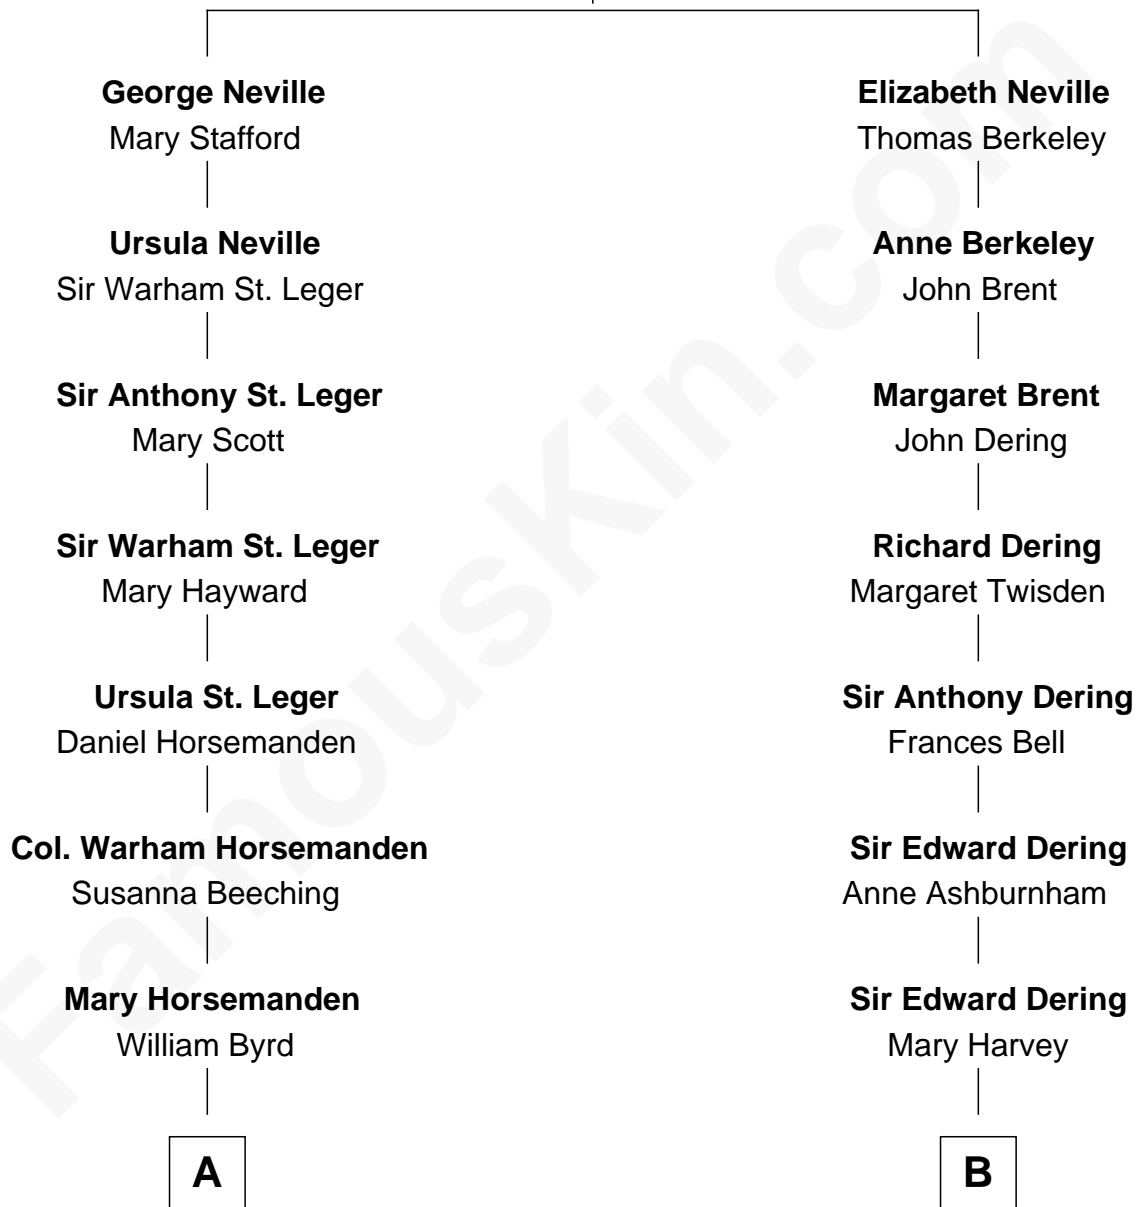 George Neville
Mary Stafford
Ursula Neville
Sir Warham St. Leger
Sir Anthony St. Leger
Mary Scott
Sir Warham St. Leger
Mary Hayward
Ursula St. Leger
Daniel Horsemanden
Col. Warham Horsemanden
Susanna Beeching
Mary Horsemanden
William Byrd
A
Elizabeth Neville
Thomas Berkeley
Anne Berkeley
John Brent
Margaret Brent
John Dering
Richard Dering
Margaret Twisden
Sir Anthony Dering
Frances Bell
Sir Edward Dering
Anne Ashburnham
Sir Edward Dering
Mary Harvey
B
FamousKin.com